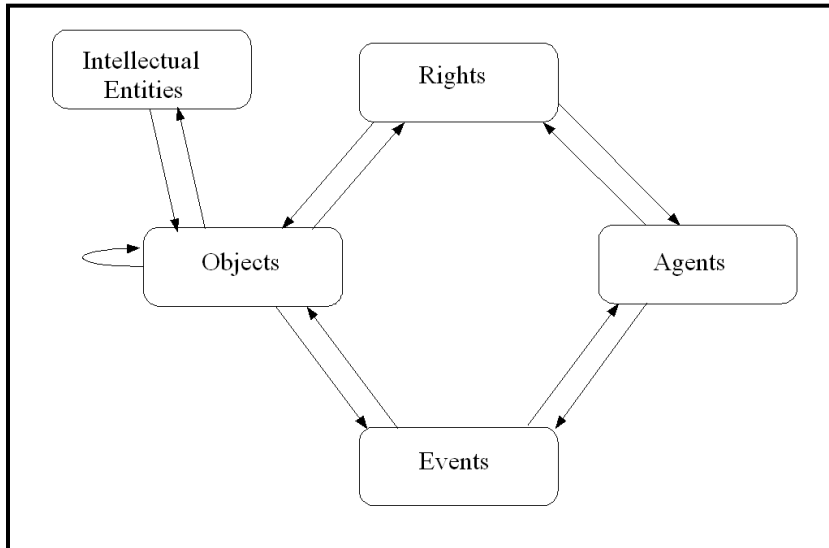 Intellectual
Entities
Rights
Objects
Agents
Events